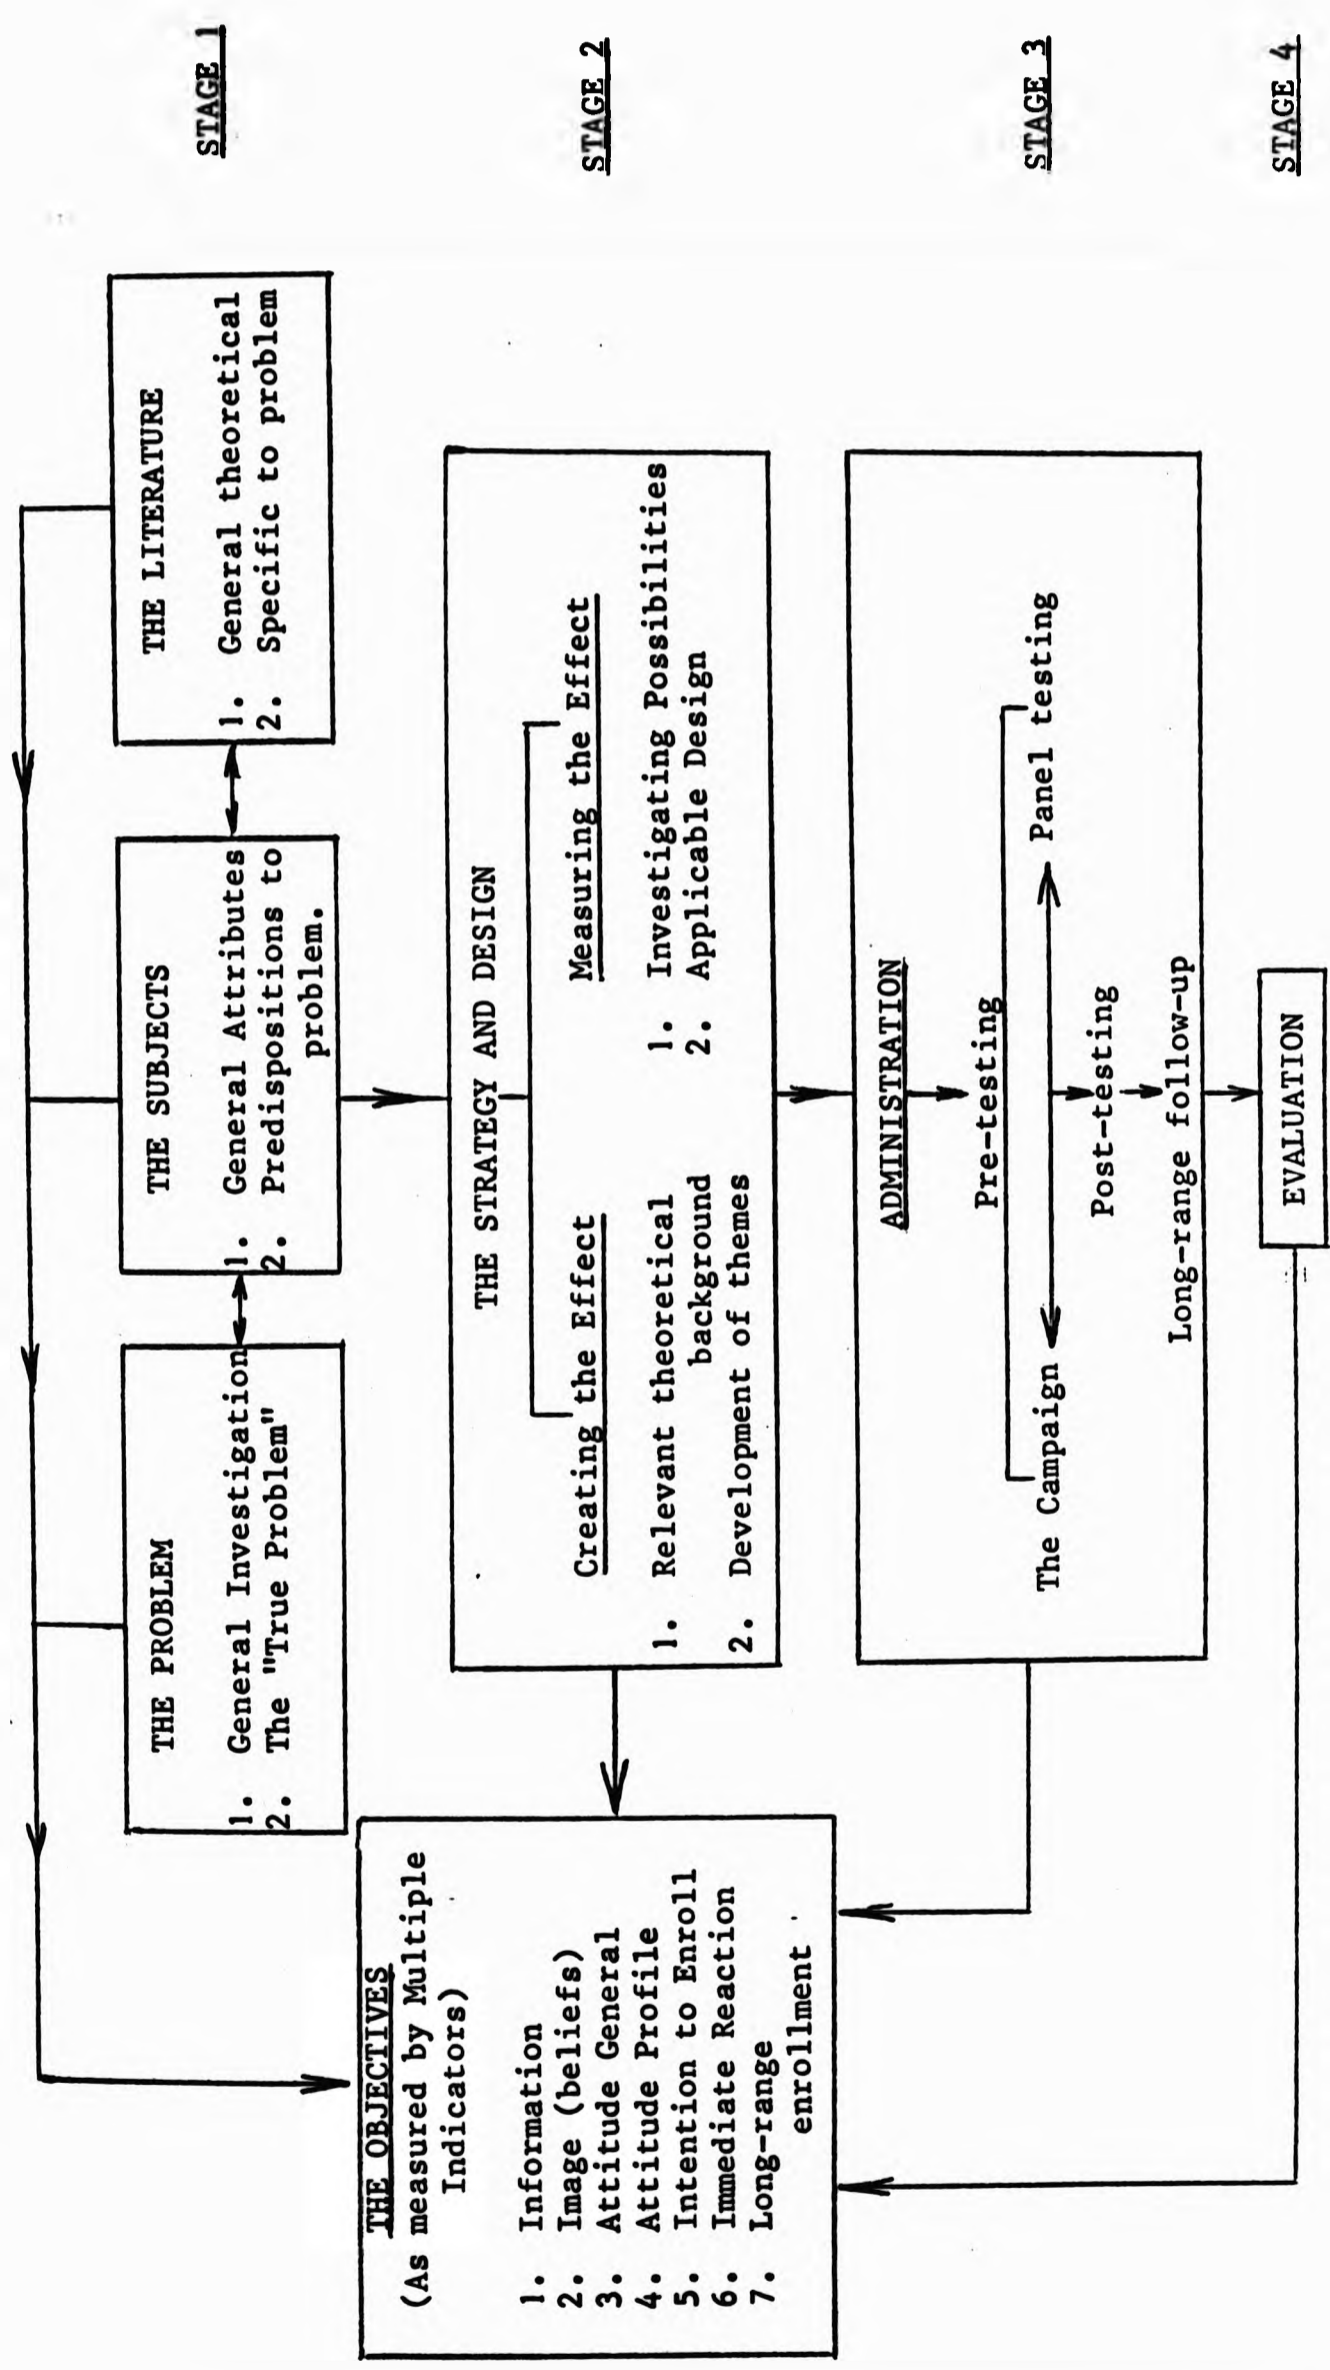 THE PROBLEM
1. General Investigation
2. The "True Problem"
THE SUBJECTS
1. General Attributes
2. Predispositions to
problem.
THE LITERATURE
1. General theoretical
2. Specific to problem
STAGE 1
THE OBJECTIVES
(As measured by Multiple
Indicators)
1. Information
2. Image (beliefs)
3. Attitude General
4. Attitude Profile
5. Intention to Enroll
6. Immediate Reaction
7. Long-range
enrollment
THE STRATEGY AND DESIGN
Creating the Effect
1. Relevant theoretical
background
2. Development of themes
Measuring the Effect
1. Investigating Possibilities
2. Applicable Design
STAGE 2
ADMINISTRATION
Pre-testing
The Campaign
Panel testing
Post-testing
Long-range follow-up
STAGE 3
EVALUATION
STAGE 4